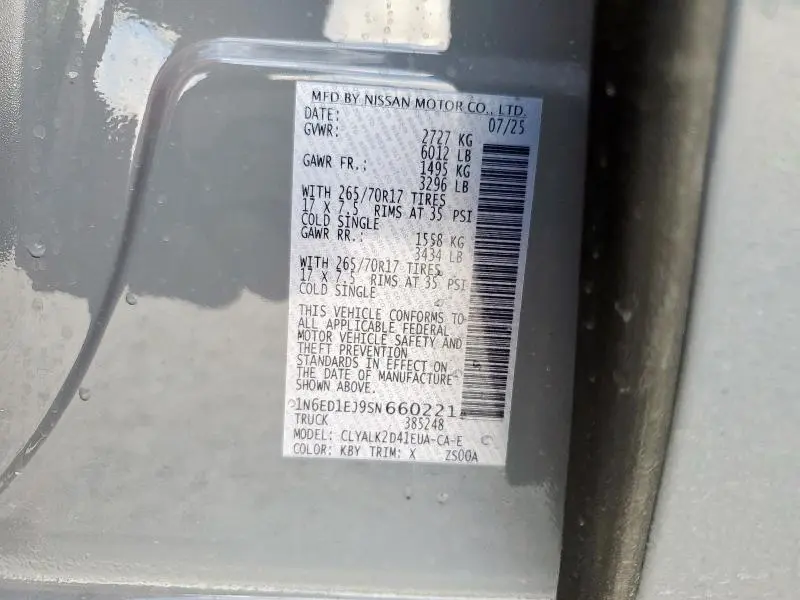 MFD BY NISSAN MOTOR CO., LTD.
DATE: 07/25
GVWR: 2727 KG
6012 LB
GAWR FR.: 1495 KG
3296 LB
WITH 265/70R17 TIRES
17 X 7.5 RIMS AT 35 PSI
COLD SINGLE
GAWR RR.: 1558 KG
3434 LB
WITH 265/70R17 TIRES
17 X 7.5 RIMS AT 35 PSI
COLD SINGLE
THIS VEHICLE CONFORMS TO
ALL APPLICABLE FEDERAL
MOTOR VEHICLE SAFETY AND
THEFT PREVENTION
STANDARDS IN EFFECT ON
THE DATE OF MANUFACTURE
SHOWN ABOVE.
1N6ED1EJ9SN660221
TRUCK 385248
MODEL: CLYALK2D41EUA-CA-E
COLOR: KBY TRIM: X ZS00A